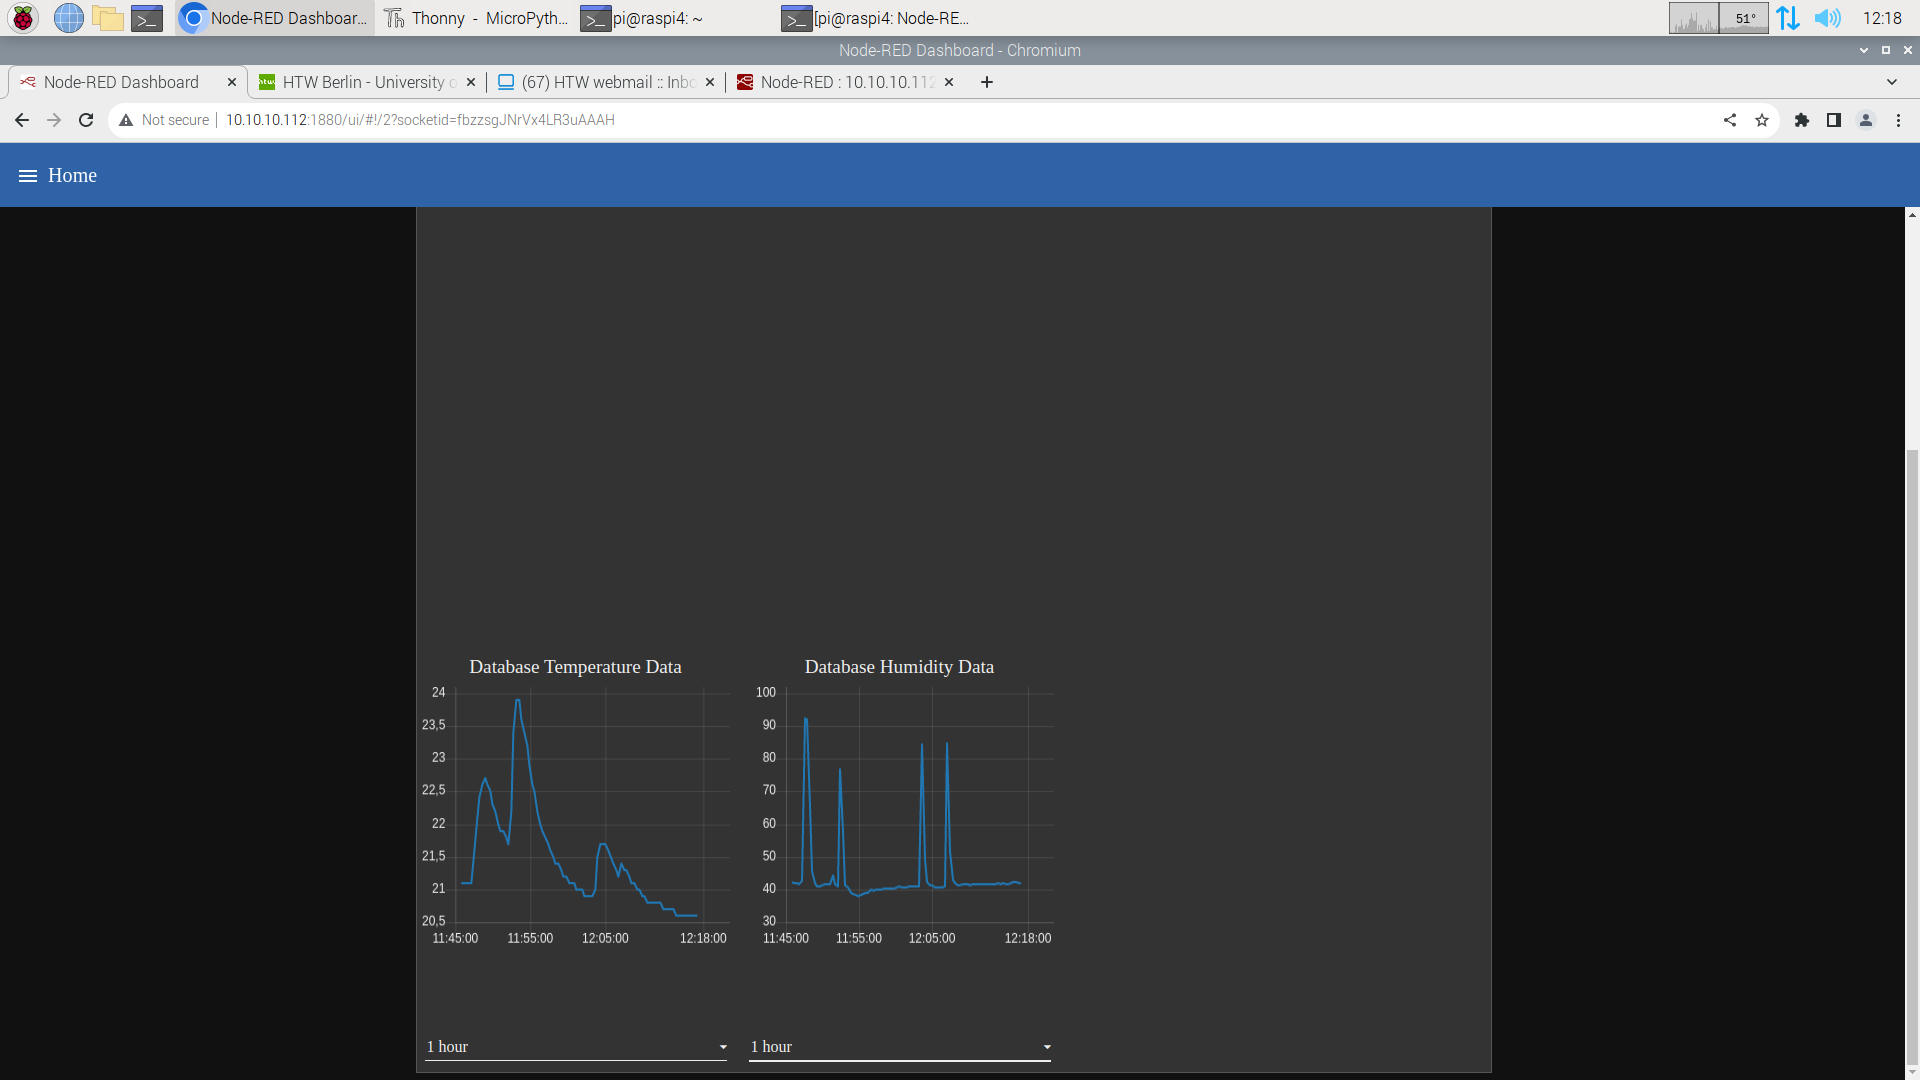 Node-RED Dashboar...
Thonny - MicroPyth...
pi@raspi4: ~
[pi@raspi4: Node-RE...
51°
12:18
Node-RED Dashboard - Chromium
Node-RED Dashboard
HTW Berlin - University o
(67) HTW webmail :: Inbo
Node-RED : 10.10.10.112
Not secure
10.10.10.112:1880/ui/#!/2?socketid=fbzzsgJNrVx4LR3uAAAH
Home
Database Temperature Data
24
23,5
23
22,5
22
21,5
21
20,5
11:45:00 11:55:00 12:05:00 12:18:00
Database Humidity Data
100
90
80
70
60
50
40
30
11:45:00 11:55:00 12:05:00 12:18:00
1 hour
1 hour